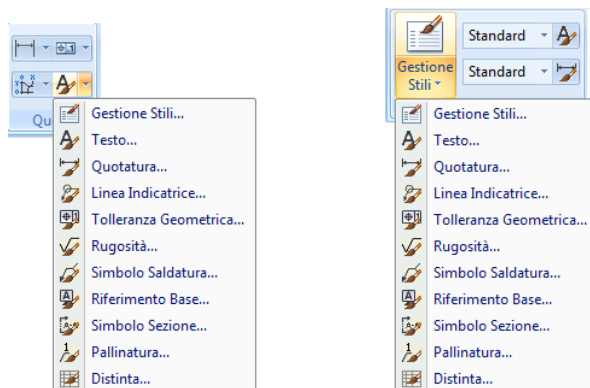 Qu
Gestione Stili...
Testo...
Quotatura...
Linea Indicatrice...
Tolleranza Geometrica...
Rugosità...
Simbolo Saldatura...
Riferimento Base...
Simbolo Sezione...
Pallinatura...
Distinta...
Gestione
Stili
Standard
Standard
Gestione Stili...
Testo...
Quotatura...
Linea Indicatrice...
Tolleranza Geometrica...
Rugosità...
Simbolo Saldatura...
Riferimento Base...
Simbolo Sezione...
Pallinatura...
Distinta...